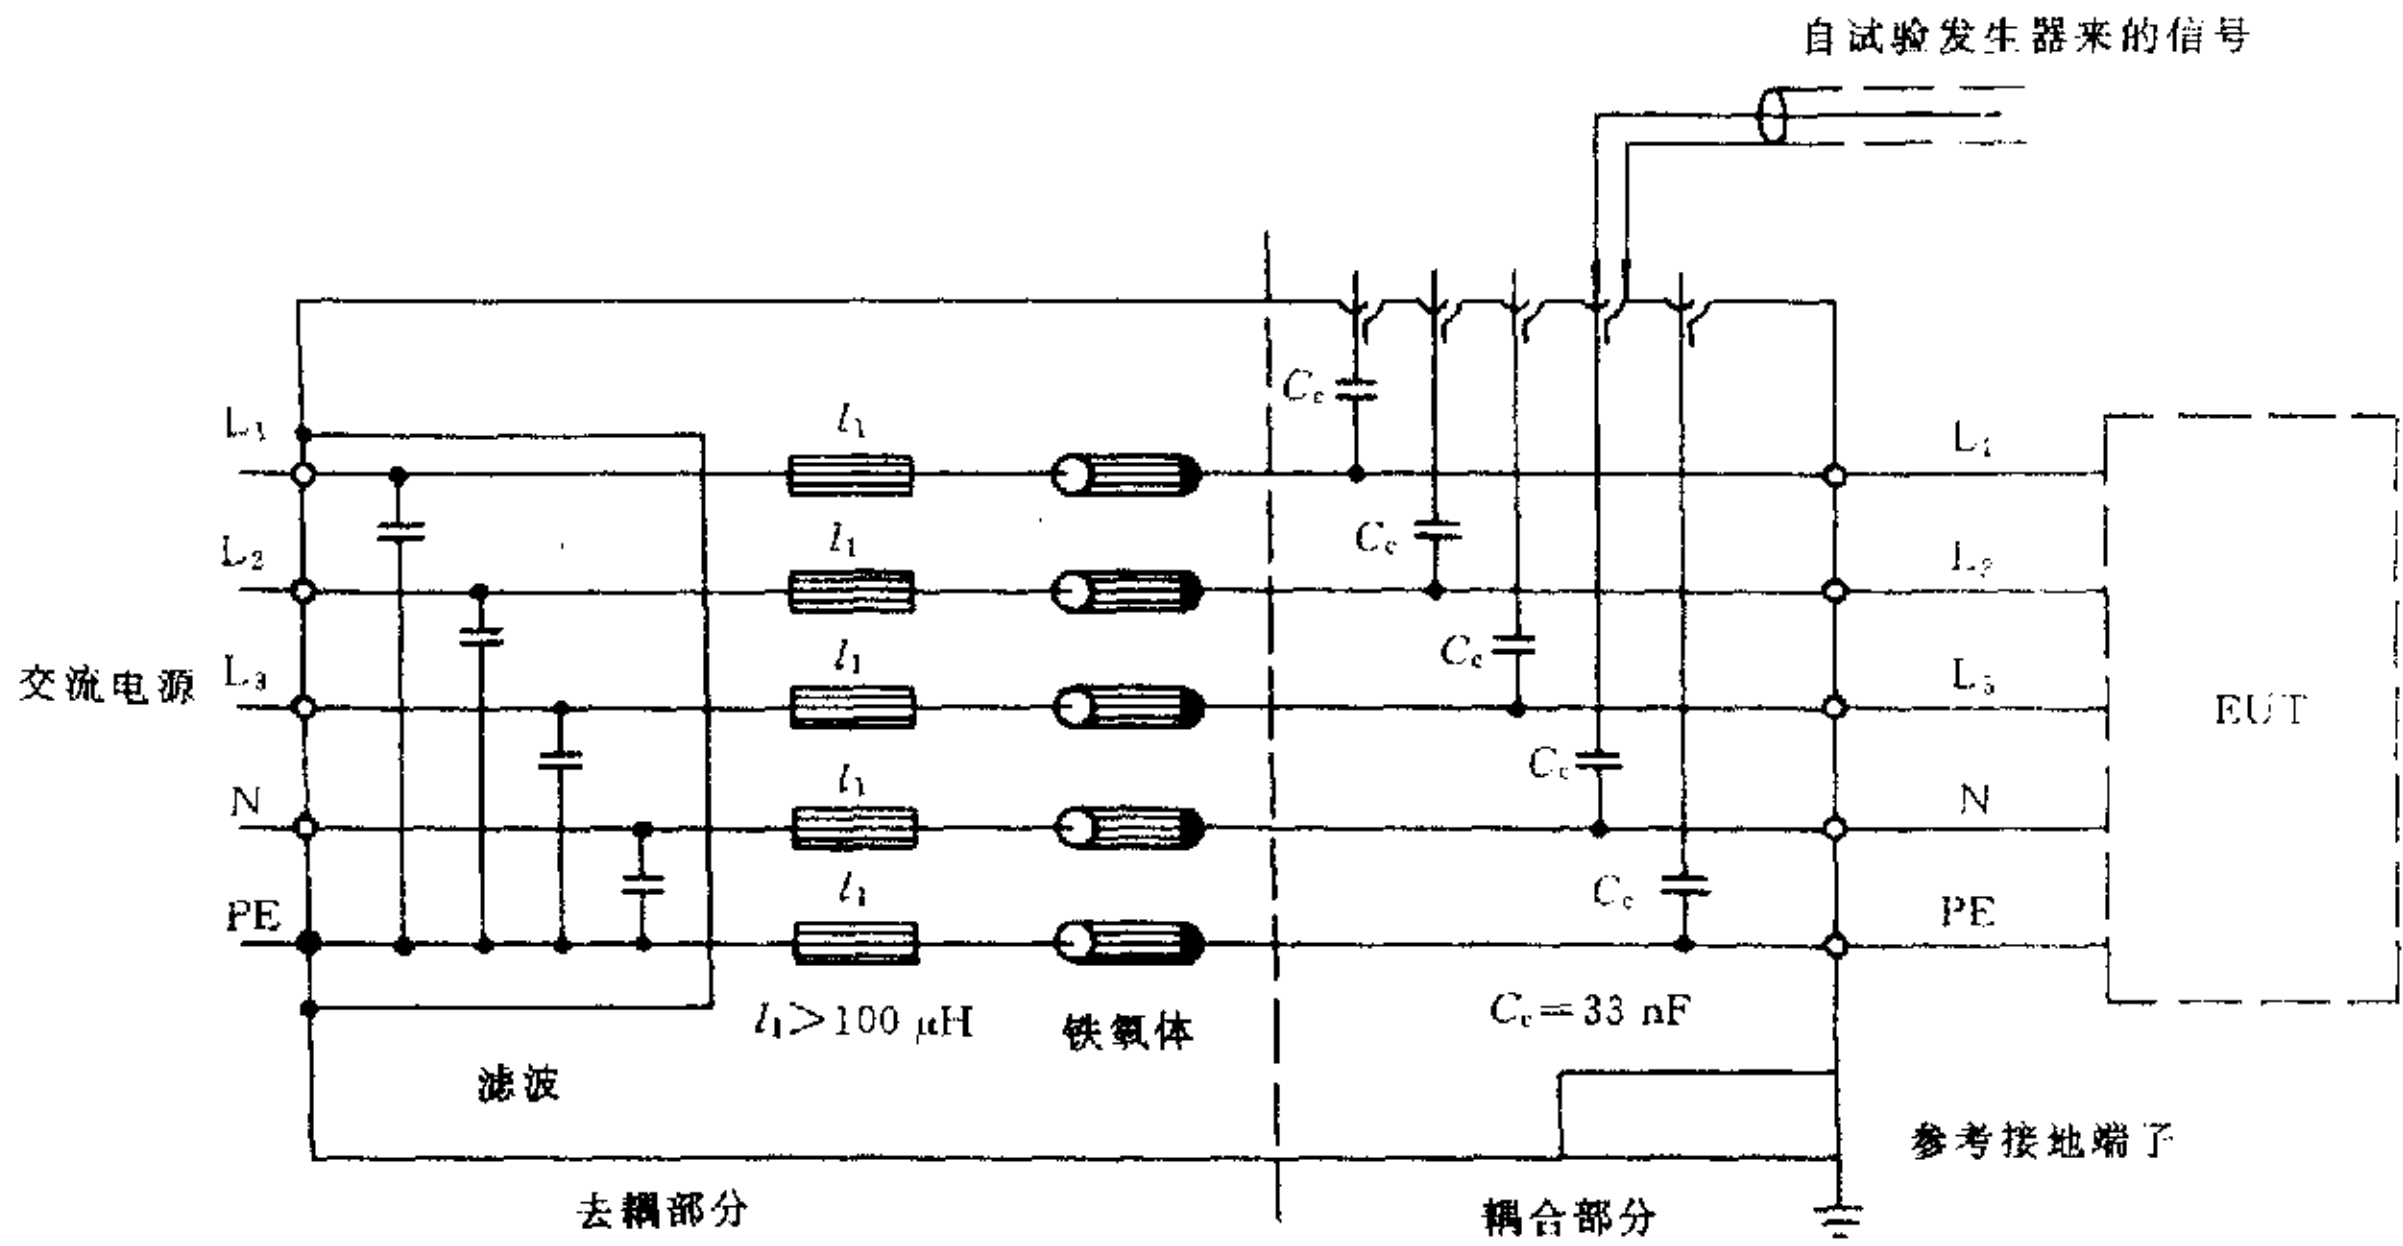 自试验发生器来的信号
Cc
L1
l1
L1
Cc
L2
l1
L2
Cc
交流电源
L3
l1
L3
EUT
Cc
N
l1
N
Cc
PE
l1
PE
l1>100 μH
铁氧体
Cc=33 nF
滤波
参考接地端子
去耦部分
耦合部分